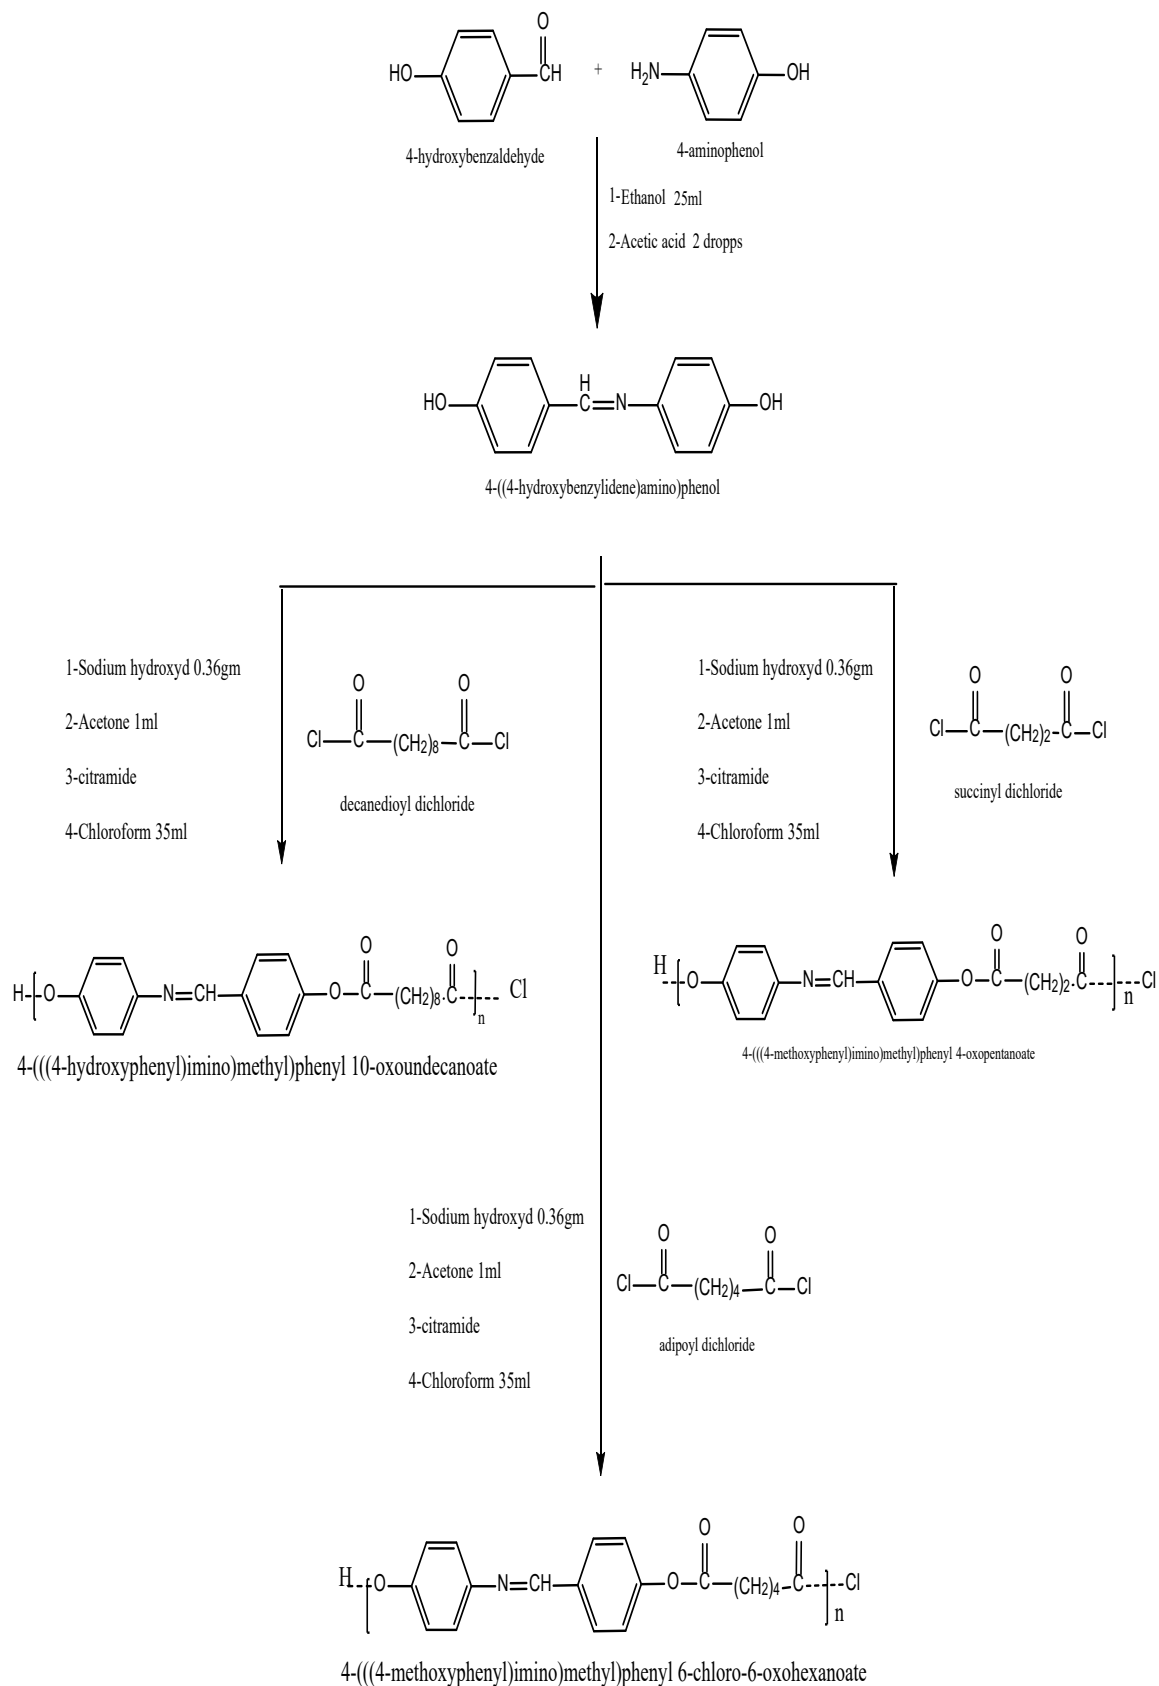 O
HO
CH
+
H2N
OH
4-hydroxybenzaldehyde
4-aminophenol
1-Ethanol 25ml
2-Acetic acid 2 dropps
H
HO
C=N
OH
4-((4-hydroxybenzylidene)amino)phenol
1-Sodium hydroxyd 0.36gm
2-Acetone 1ml
3-citramide
4-Chloroform 35ml
O
O
Cl
C
(CH2)8
C
Cl
decanedioyl dichloride
1-Sodium hydroxyd 0.36gm
2-Acetone 1ml
3-citramide
4-Chloroform 35ml
O
O
Cl
C
(CH2)2
C
Cl
succinyl dichloride
O
O
H
O
N=CH
O
C
(CH2)8
C
n
Cl
4-(((4-hydroxyphenyl)imino)methyl)phenyl 10-oxoundecanoate
O
O
H
O
N=CH
O
C
(CH2)2
C
n
Cl
4-(((4-methoxyphenyl)imino)methyl)phenyl 4-oxopentanoate
1-Sodium hydroxyd 0.36gm
2-Acetone 1ml
3-citramide
4-Chloroform 35ml
O
O
Cl
C
(CH2)4
C
Cl
adipoyl dichloride
O
O
H
O
N=CH
O
C
(CH2)4
C
n
Cl
4-(((4-methoxyphenyl)imino)methyl)phenyl 6-chloro-6-oxohexanoate